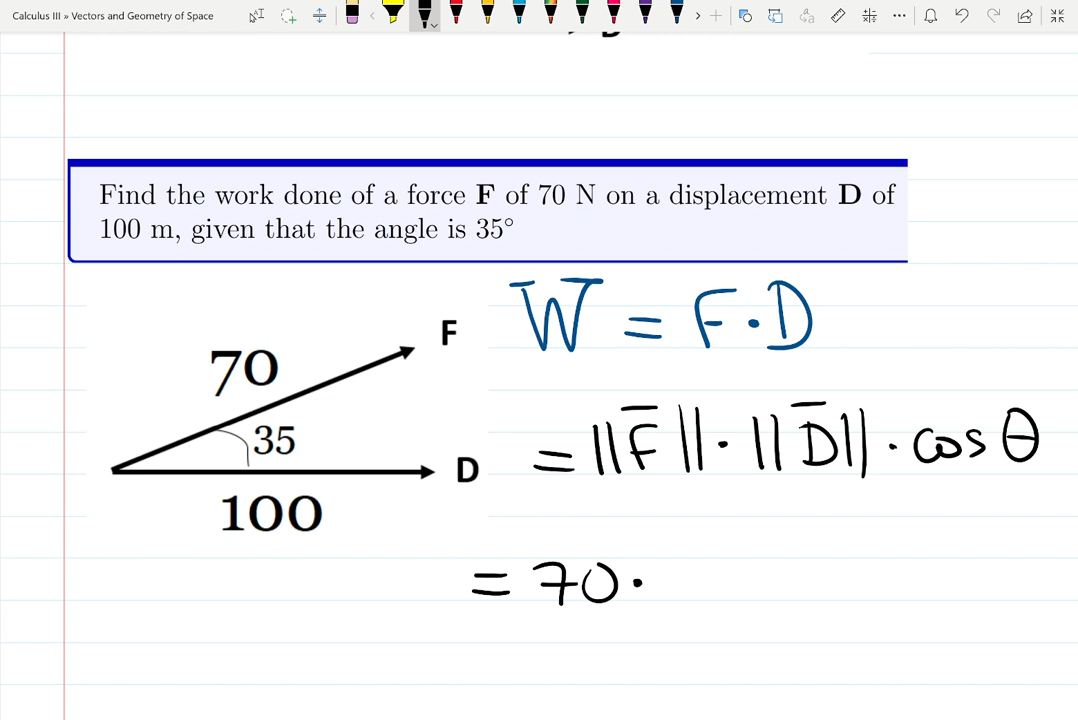 Calculus III » Vectors and Geometry of Space
Find the work done of a force F of 70 N on a displacement D of
100 m, given that the angle is 35°
W̅ = F · D
F
70
35
= ||F̅|| · ||D̅|| · cos θ
D
100
= 70 ·